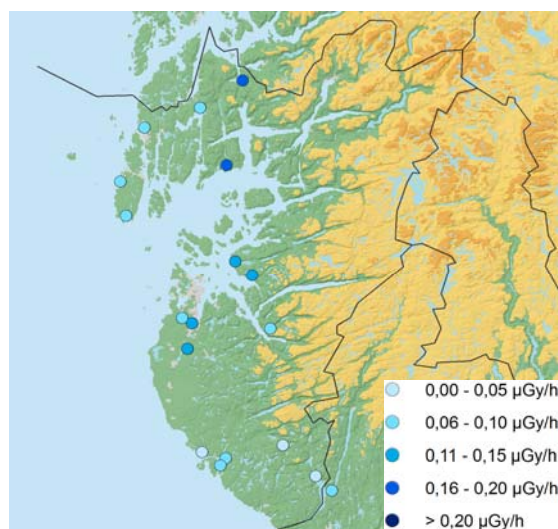 0,00 - 0,05 µGy/h
0,06 - 0,10 µGy/h
0,11 - 0,15 µGy/h
0,16 - 0,20 µGy/h
> 0,20 µGy/h